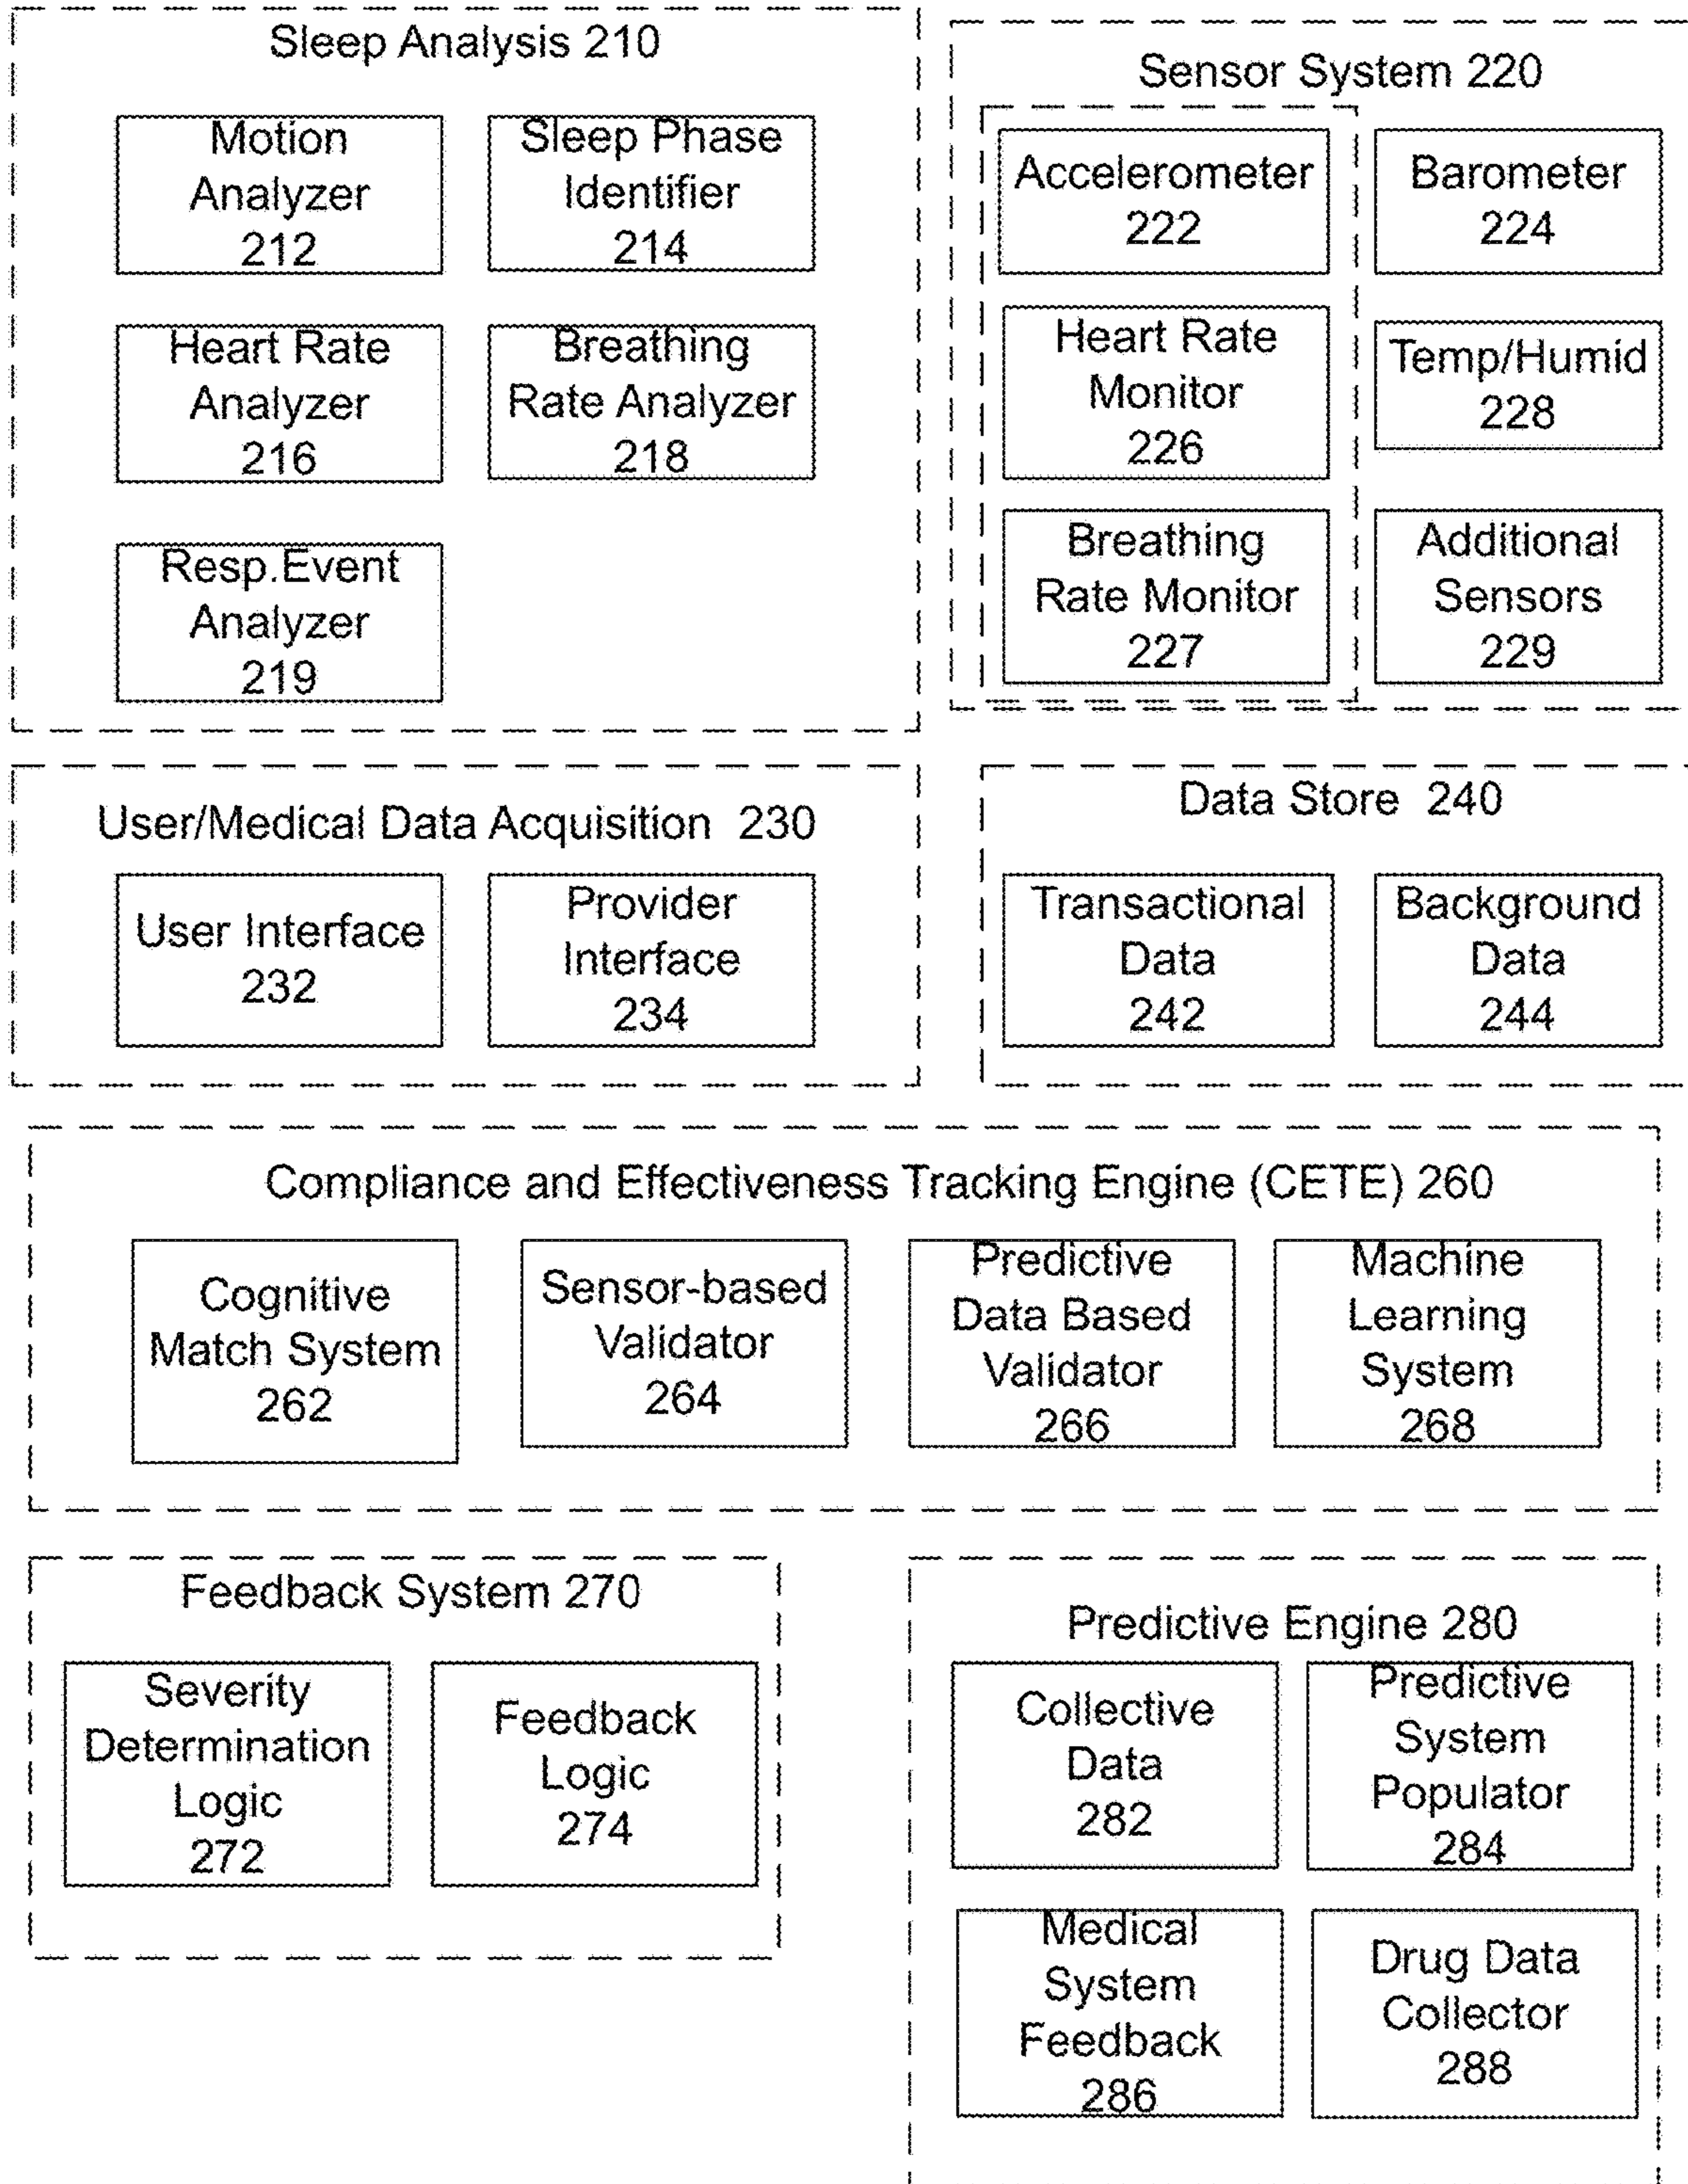 Sleep Analysis 210
Motion
Analyzer
212
Sleep Phase
Identifier
214
Heart Rate
Analyzer
216
Breathing
Rate Analyzer
218
Resp.Event
Analyzer
219
Sensor System 220
Accelerometer
222
Barometer
224
Heart Rate
Monitor
226
Temp/Humid
228
Breathing
Rate Monitor
227
Additional
Sensors
229
User/Medical Data Acquisition 230
User Interface
232
Provider
Interface
234
Data Store 240
Transactional
Data
242
Background
Data
244
Compliance and Effectiveness Tracking Engine (CETE) 260
Cognitive
Match System
262
Sensor-based
Validator
264
Predictive
Data Based
Validator
266
Machine
Learning
System
268
Feedback System 270
Severity
Determination
Logic
272
Feedback
Logic
274
Predictive Engine 280
Collective
Data
282
Predictive
System
Populator
284
Medical
System
Feedback
286
Drug Data
Collector
288